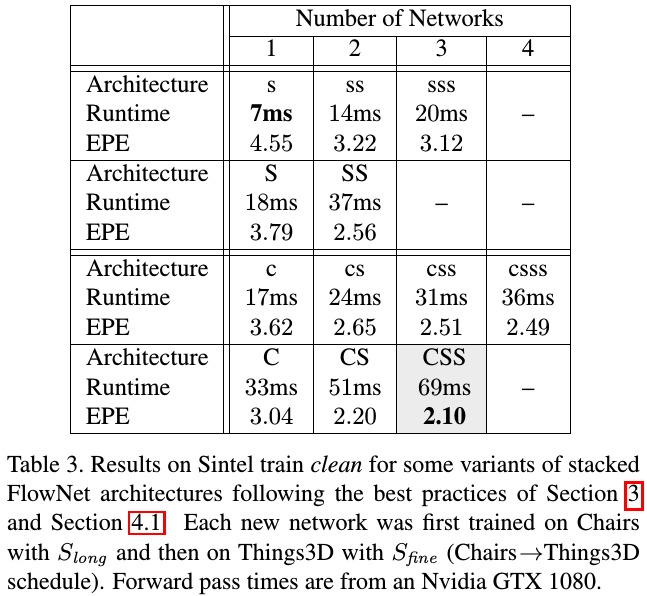 Number of Networks
1 2 3 4
Architecture s ss sss
Runtime 7ms 14ms 20ms –
EPE 4.55 3.22 3.12
Architecture S SS
Runtime 18ms 37ms – –
EPE 3.79 2.56
Architecture c cs css csss
Runtime 17ms 24ms 31ms 36ms
EPE 3.62 2.65 2.51 2.49
Architecture C CS CSS
Runtime 33ms 51ms 69ms –
EPE 3.04 2.20 2.10
Table 3. Results on Sintel train clean for some variants of stacked
FlowNet architectures following the best practices of Section 3
and Section 4.1. Each new network was first trained on Chairs
with S_long and then on Things3D with S_fine (Chairs→Things3D
schedule). Forward pass times are from an Nvidia GTX 1080.